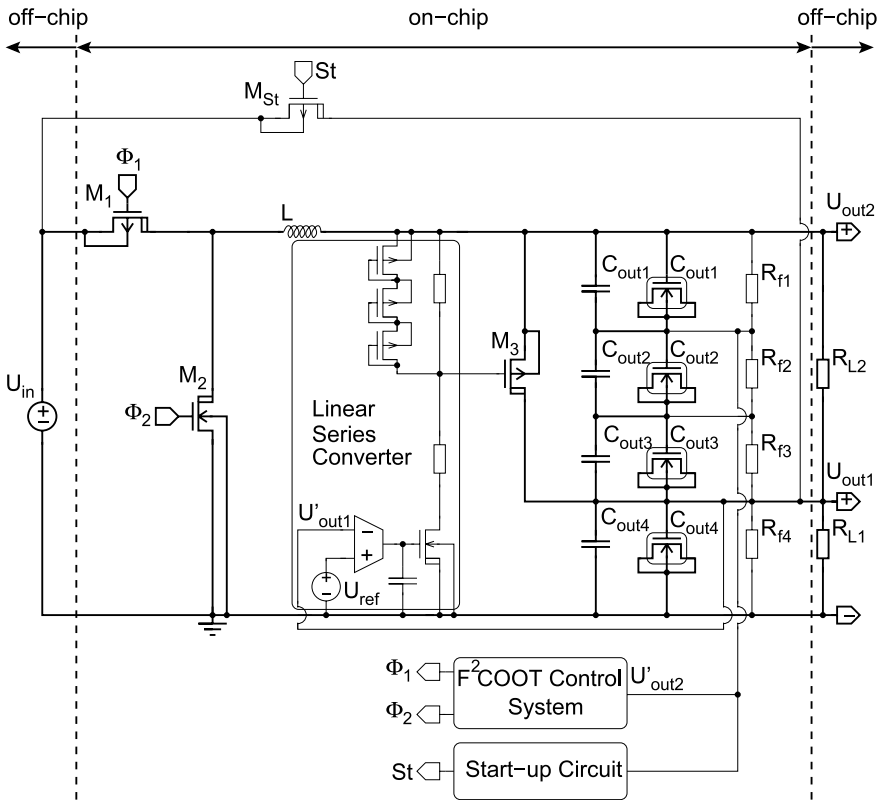 off−chip on−chip off−chip
St
M_St
Φ_1
M_1
L
U_out2
+
C_out1 C_out1
R_f1
M_3
M_2
U_in
+
−
Φ_2
C_out2 C_out2
R_f2
R_L2
Linear
Series
Converter
C_out3 C_out3
R_f3
U_out1
+
U'_out1
−
+
C_out4 C_out4
R_f4
R_L1
+
−
U_ref
−
Φ_1
F²COOT Control
System
U'_out2
Φ_2
St
Start−up Circuit